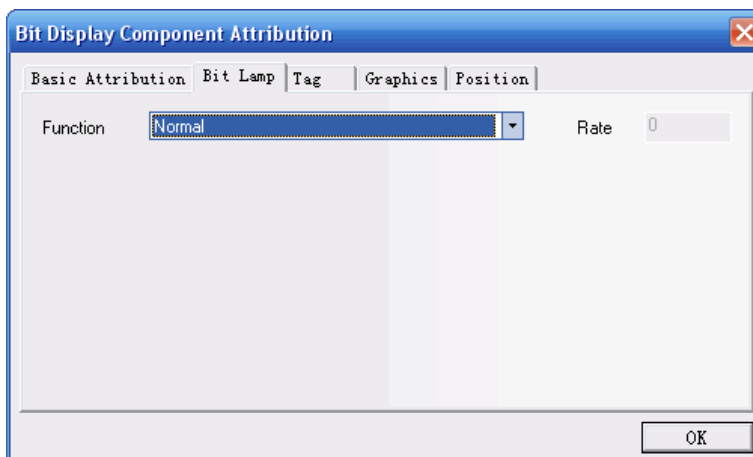 Bit Display Component Attribution
Basic Attribution Bit Lamp Tag Graphics Position
Function Normal Rate 0
OK